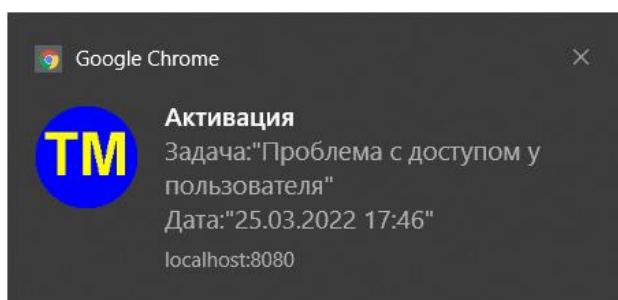 Google Chrome
TM
Активация
Задача:"Проблема с доступом у
пользователя"
Дата:"25.03.2022 17:46"
localhost:8080